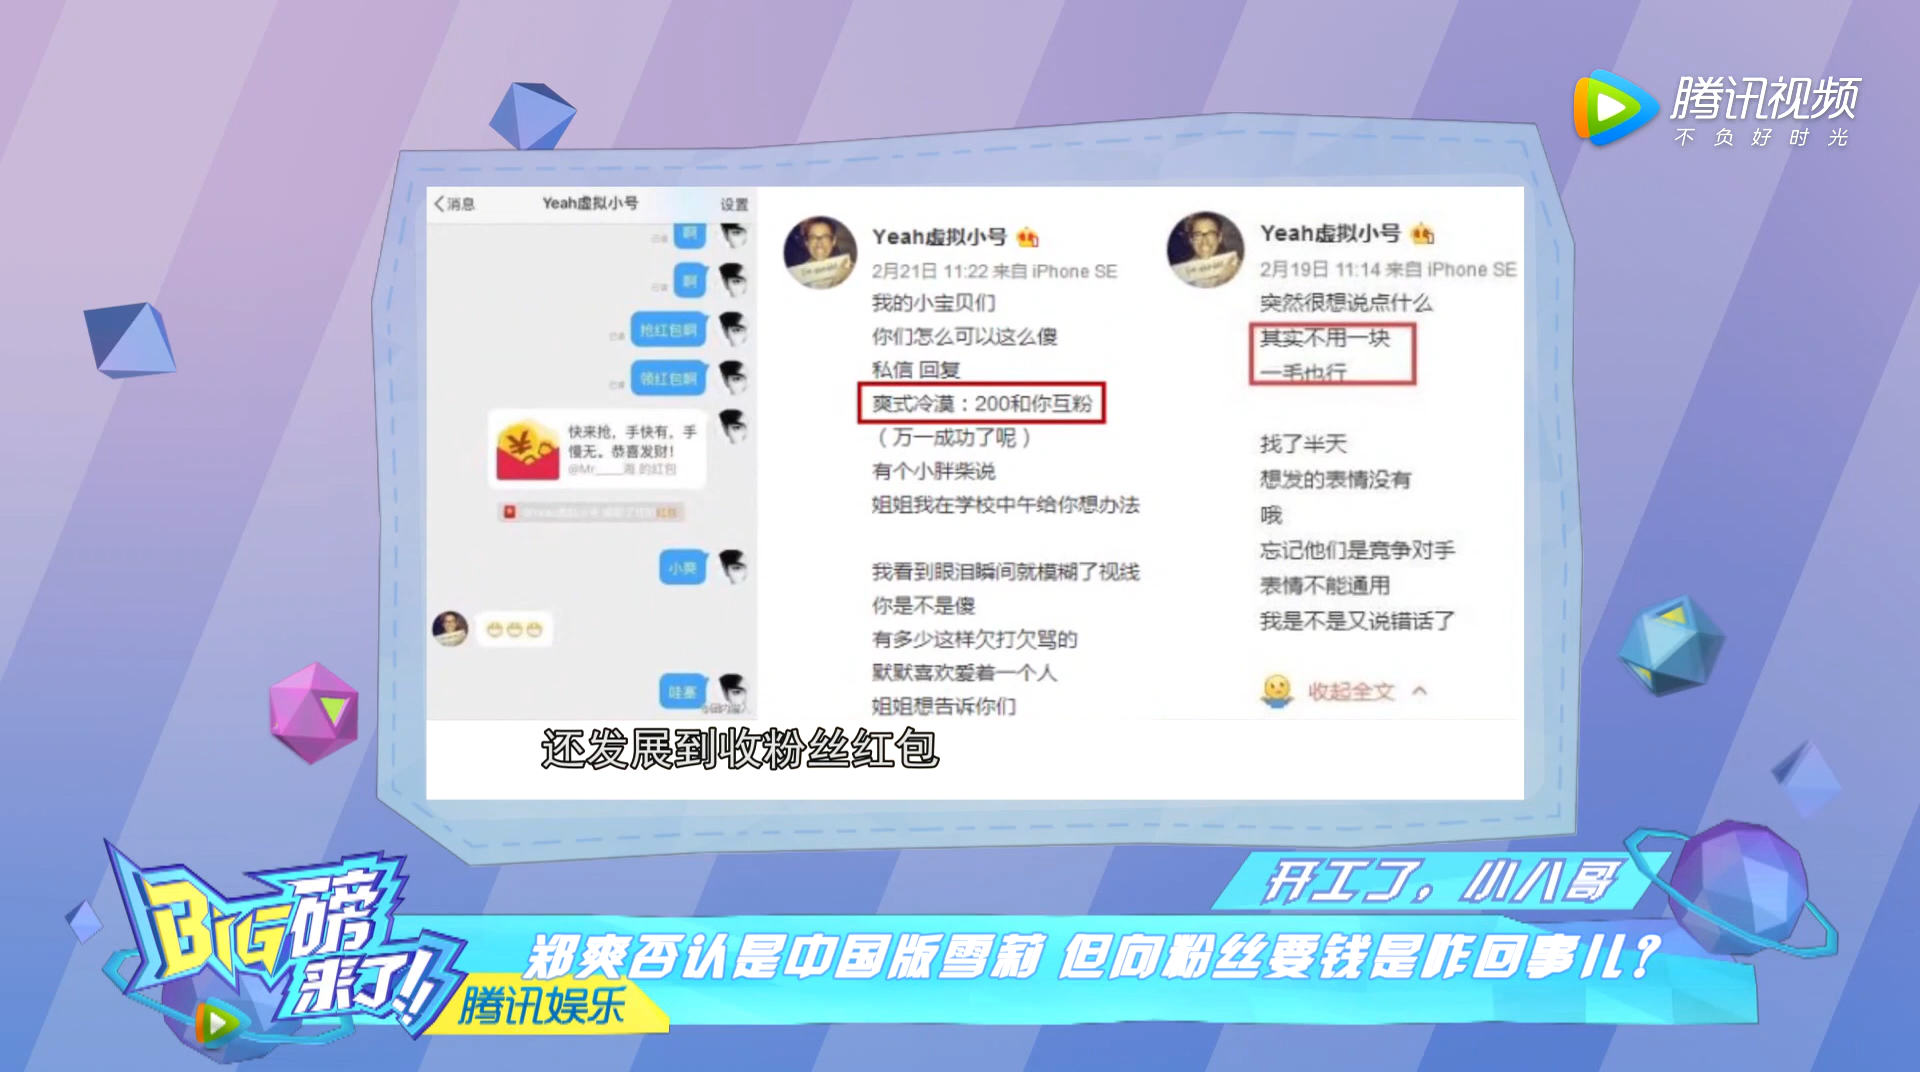 腾讯视频
不负好时光
消息
Yeah虚拟小号
设置
啊
啊
抢红包啊
领红包啊
快来抢，手快有，手
慢无。恭喜发财！
的红包
小爽
哇塞
Yeah虚拟小号
2月21日 11:22 来自 iPhone SE
我的小宝贝们
你们怎么可以这么傻
私信 回复
爽式冷漠：200和你互粉
（万一成功了呢）
有个小胖柴说
姐姐我在学校中午给你想办法
我看到眼泪瞬间就模糊了视线
你是不是傻
有多少这样欠打欠骂的
默默喜欢爱着一个人
姐姐想告诉你们
Yeah虚拟小号
2月19日 11:14 来自 iPhone SE
突然很想说点什么
其实不用一块
一毛也行
找了半天
想发的表情没有
哦
忘记他们是竞争对手
表情不能通用
我是不是又说错话了
收起全文
还发展到收粉丝红包
开工了，小八哥
BIG磅来了!!
郑爽否认是中国版雪莉 但向粉丝要钱是咋回事儿？
腾讯娱乐